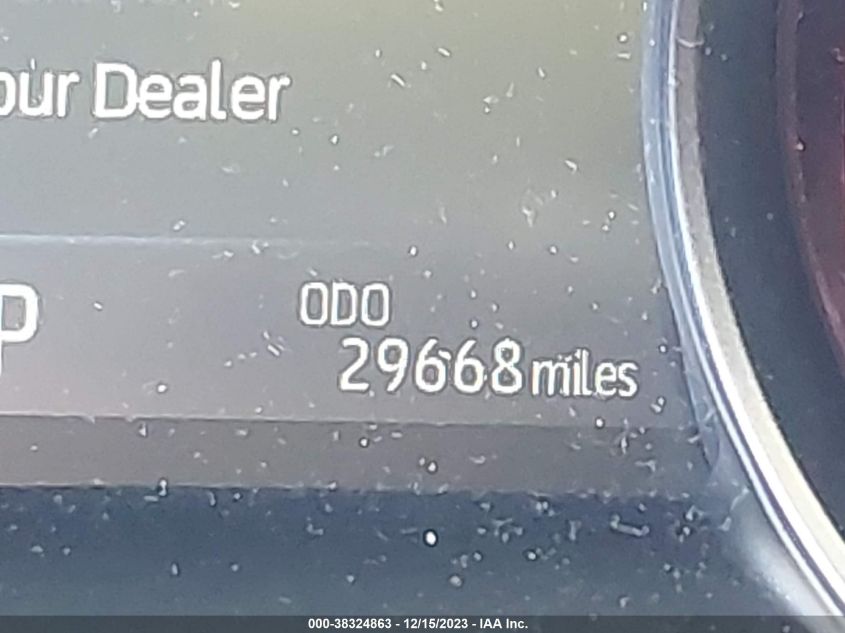 our Dealer
P
ODO
29668 miles
000-38324863 - 12/15/2023 - IAA Inc.